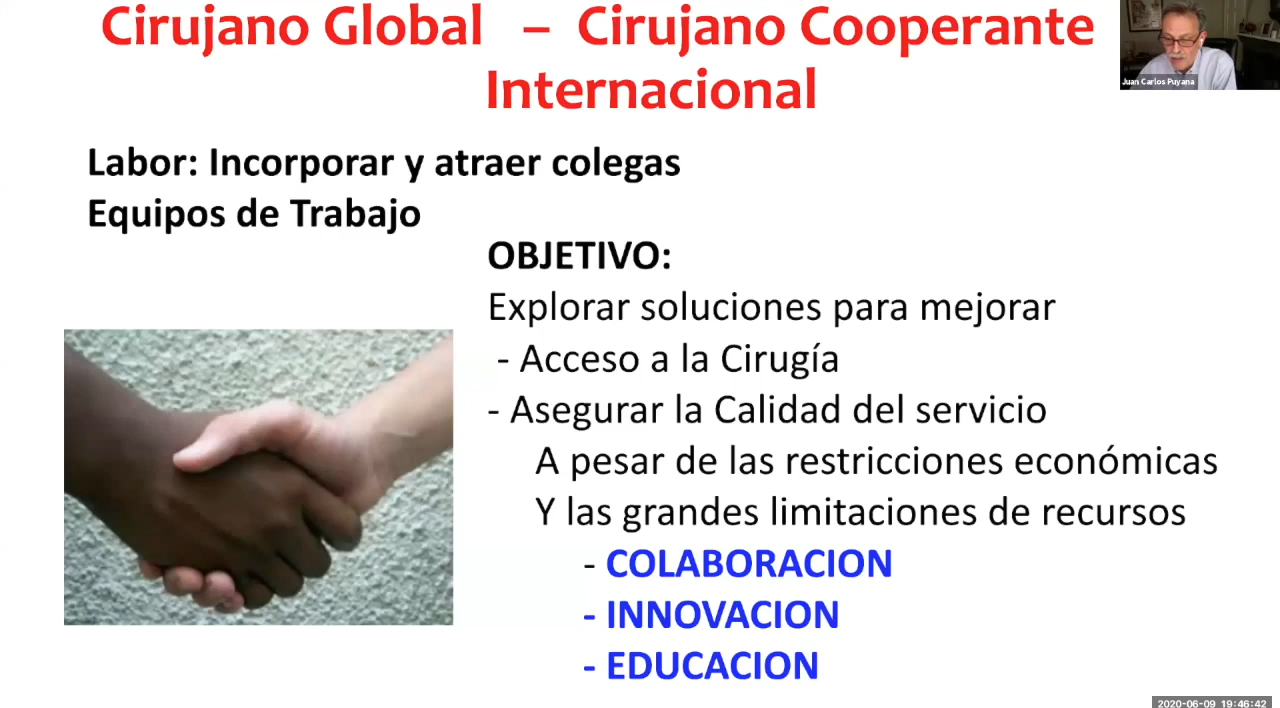 Cirujano Global – Cirujano Cooperante
Internacional
Juan Carlos Puyana
Labor: Incorporar y atraer colegas
Equipos de Trabajo
OBJETIVO:
Explorar soluciones para mejorar
- Acceso a la Cirugía
- Asegurar la Calidad del servicio
A pesar de las restricciones económicas
Y las grandes limitaciones de recursos
- COLABORACION
- INNOVACION
- EDUCACION
2020-06-09 19:46:42